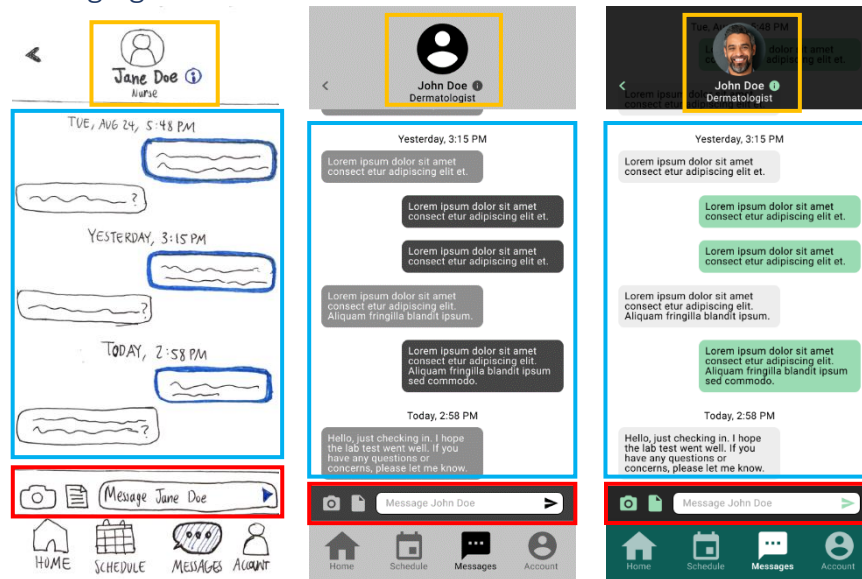 Jane Doe
Nurse
TUE, AUG 24, 5:48 PM
?
YESTERDAY, 3:15 PM
?
TODAY, 2:58 PM
?
Message Jane Doe
HOME
SCHEDULE
MESSAGES
ACCOUNT
John Doe
Dermatologist
Yesterday, 3:15 PM
Lorem ipsum dolor sit amet
consect etur adipiscing elit et.
Lorem ipsum dolor sit amet
consect etur adipiscing elit et.
Lorem ipsum dolor sit amet
consect etur adipiscing elit et.
Lorem ipsum dolor sit amet
consect etur adipiscing elit.
Aliquam fringilla blandit ipsum.
Lorem ipsum dolor sit amet
consect etur adipiscing elit.
Aliquam fringilla blandit ipsum
sed commodo.
Today, 2:58 PM
Hello, just checking in. I hope
the lab test went well. If you
have any questions or
concerns, please let me know.
Message John Doe
Home
Schedule
Messages
Account
John Doe
Dermatologist
Yesterday, 3:15 PM
Lorem ipsum dolor sit amet
consect etur adipiscing elit et.
Lorem ipsum dolor sit amet
consect etur adipiscing elit et.
Lorem ipsum dolor sit amet
consect etur adipiscing elit et.
Lorem ipsum dolor sit amet
consect etur adipiscing elit.
Aliquam fringilla blandit ipsum.
Lorem ipsum dolor sit amet
consect etur adipiscing elit.
Aliquam fringilla blandit ipsum
sed commodo.
Today, 2:58 PM
Hello, just checking in. I hope
the lab test went well. If you
have any questions or
concerns, please let me know.
Message John Doe
Home
Schedule
Messages
Account